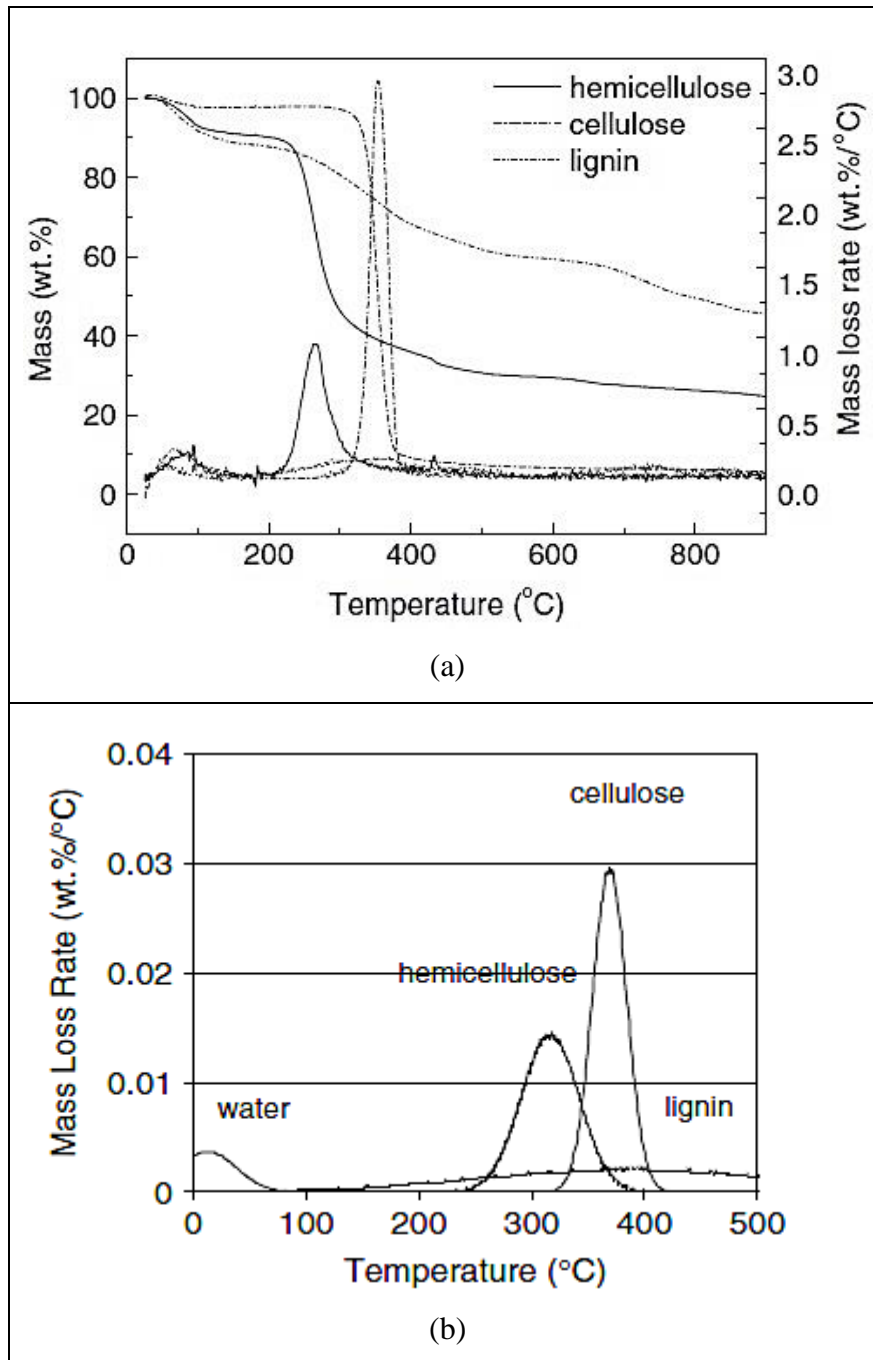 100
80
60
40
20
0
Mass (wt.%)
hemicellulose
cellulose
lignin
3.0
2.5
2.0
1.5
1.0
0.5
0.0
Mass loss rate (wt.%/°C)
0 200 400 600 800
Temperature (°C)
(a)
0.04
0.03
0.02
0.01
0
Mass Loss Rate (wt.%/°C)
cellulose
hemicellulose
water
lignin
0 100 200 300 400 500
Temperature (°C)
(b)